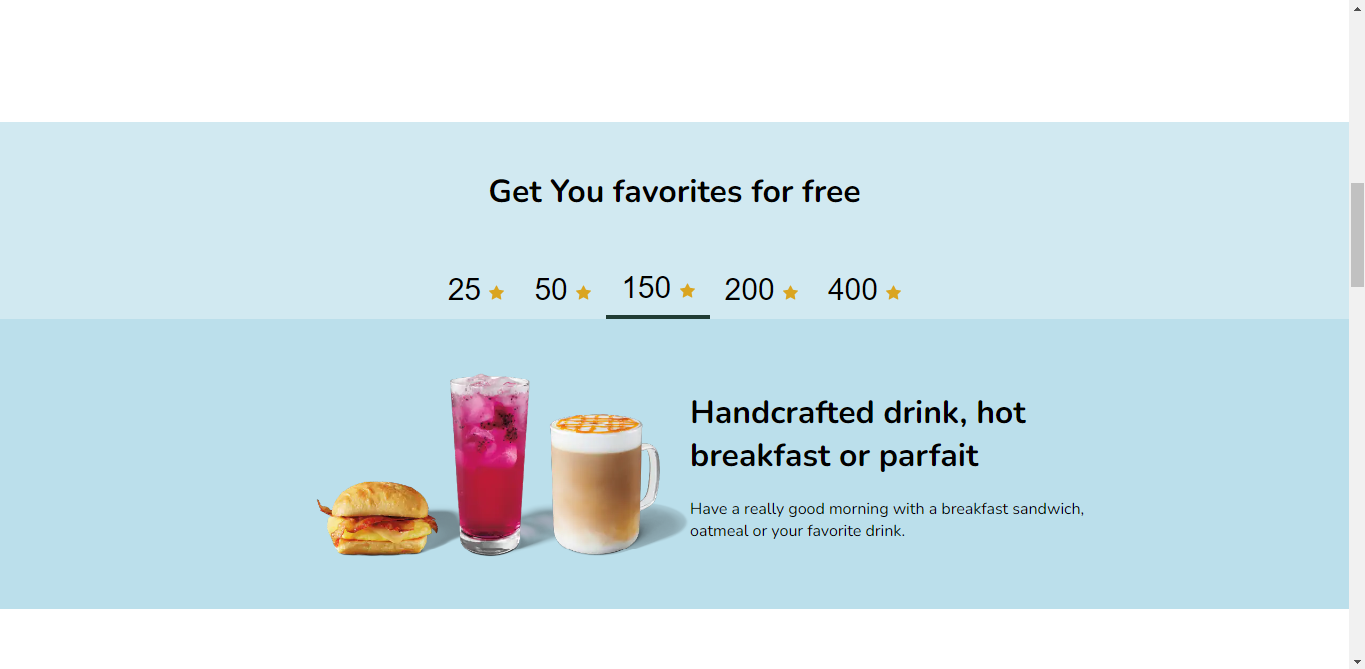 Get You favorites for free
25 50 150 200 400
Handcrafted drink, hot
breakfast or parfait
Have a really good morning with a breakfast sandwich,
oatmeal or your favorite drink.